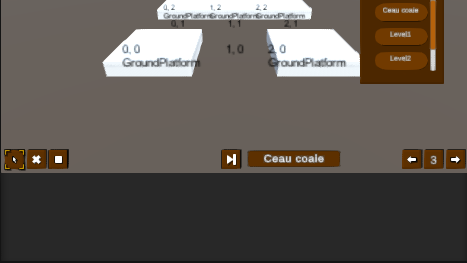 0, 2 1, 2 2, 2
GroundPlatform GroundPlatform GroundPlatform
0, 1 1, 1 2, 1
0, 0 1, 0 2, 0
GroundPlatform GroundPlatform
Ceau coale
Level1
Level2
Ceau coale
3